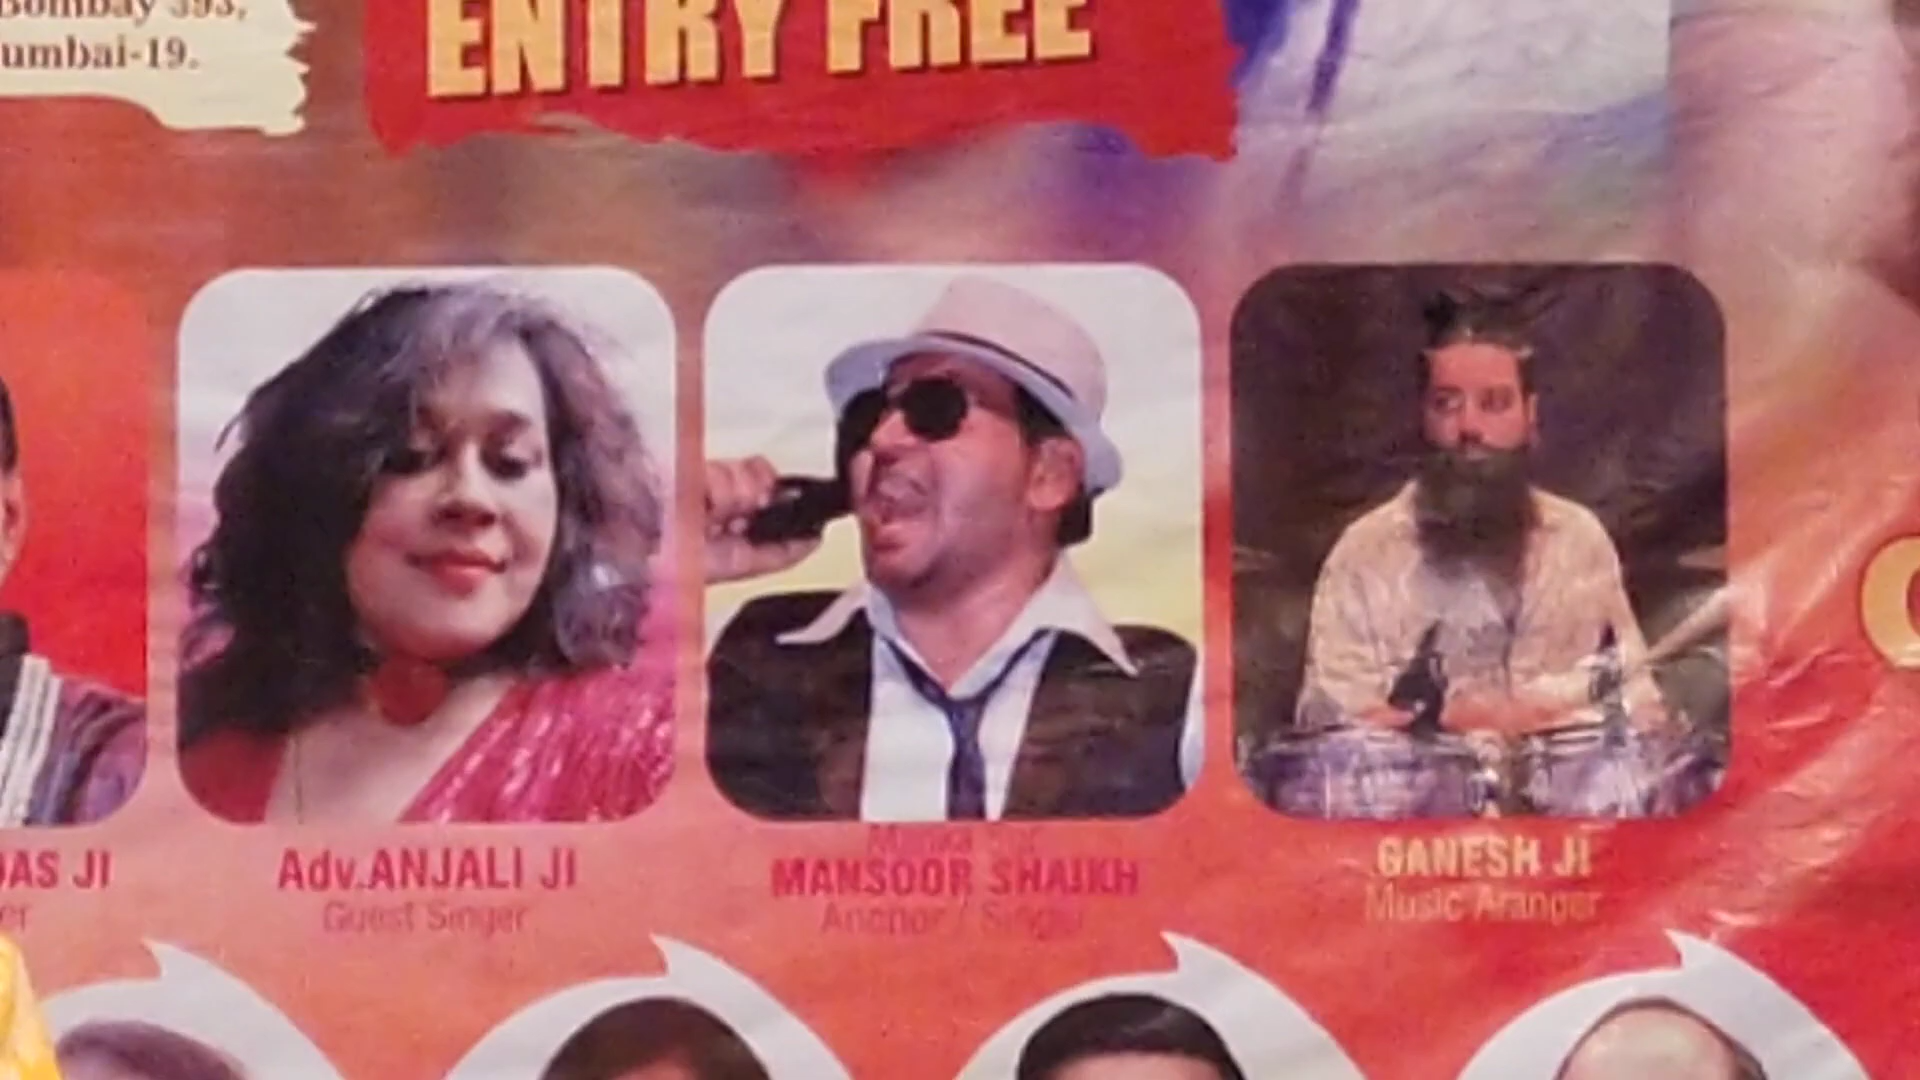 Bombay 393,
umbai-19.
ENTRY FREE
DAS JI
er
Adv.ANJALI JI
Guest Singer
MANSOOR SHAIKH
Anchor / Singer
GANESH JI
Music Aranger